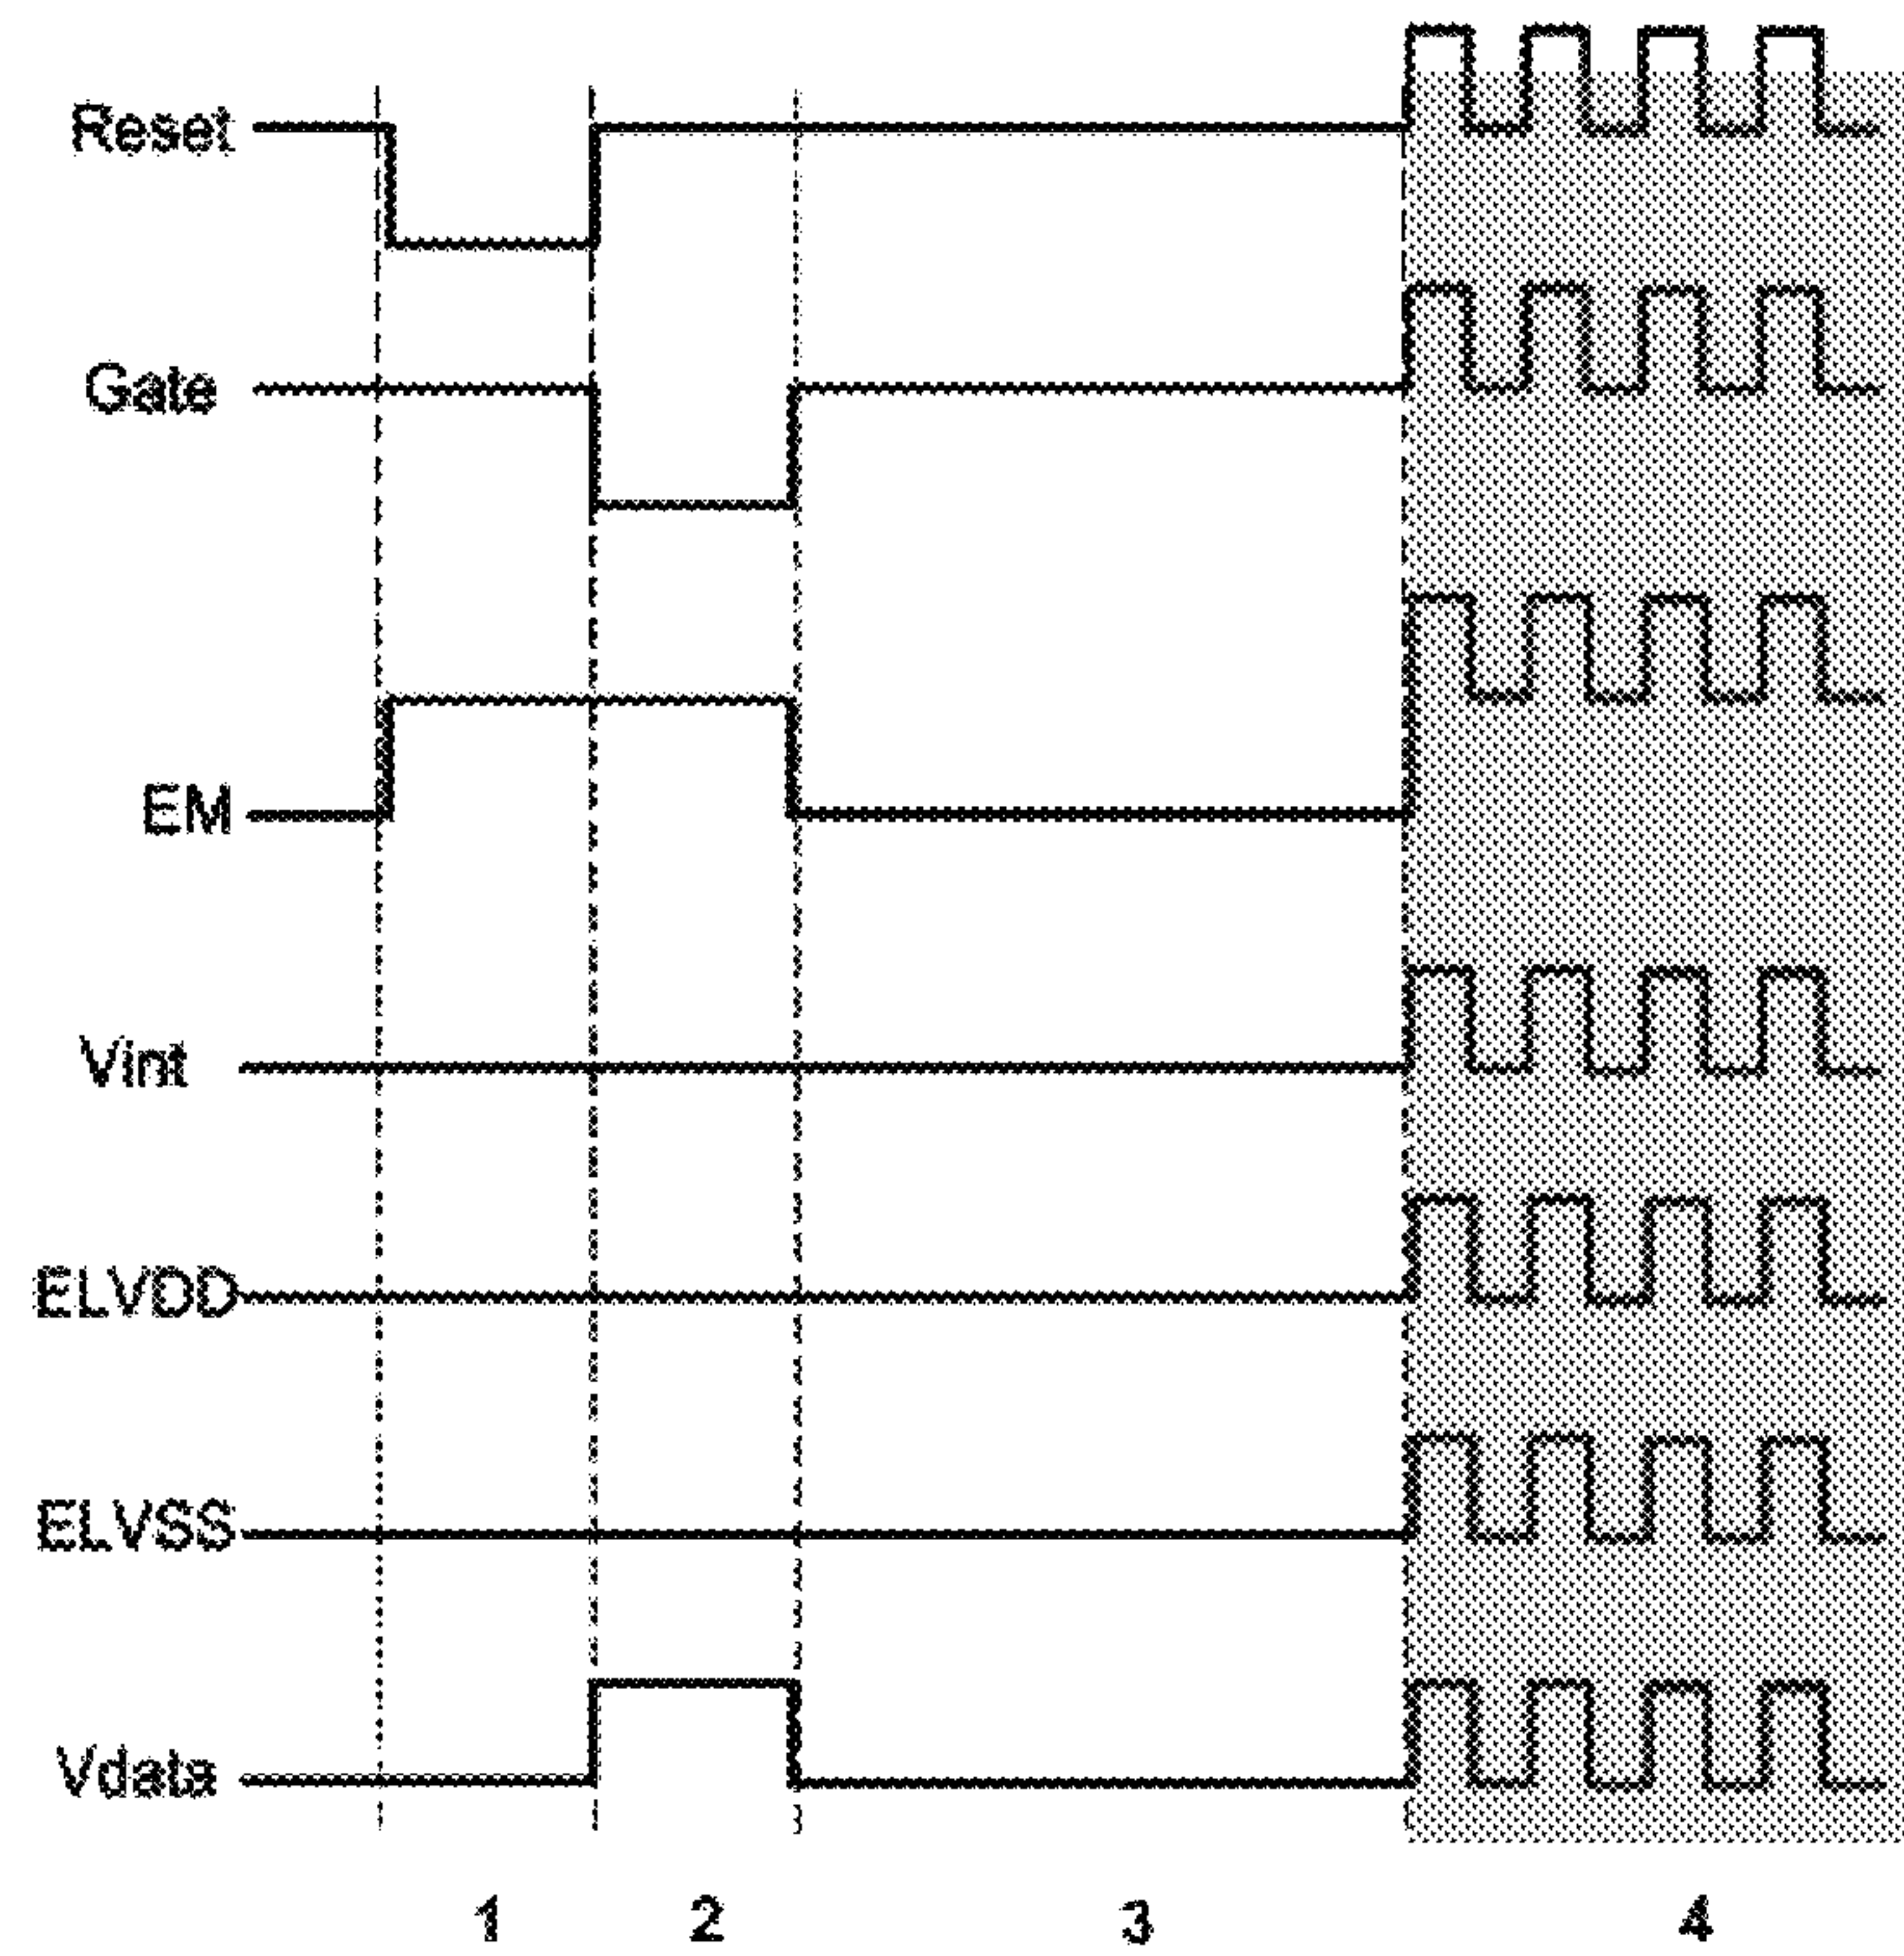 Reset
Gate
EM
Vint
ELVDD
ELVSS
Vdata
1 2 3 4